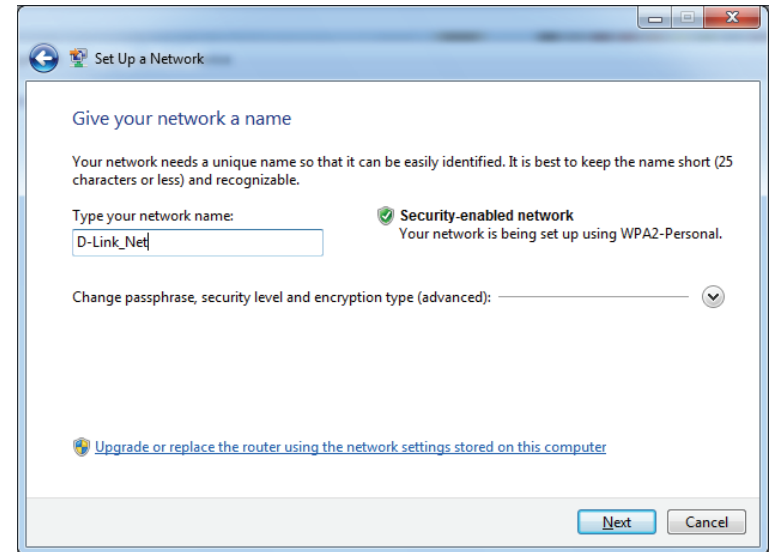 Set Up a Network
Give your network a name
Your network needs a unique name so that it can be easily identified. It is best to keep the name short (25
characters or less) and recognizable.
Type your network name:
D-Link_Net
Security-enabled network
Your network is being set up using WPA2-Personal.
Change passphrase, security level and encryption type (advanced):
Upgrade or replace the router using the network settings stored on this computer
Next
Cancel